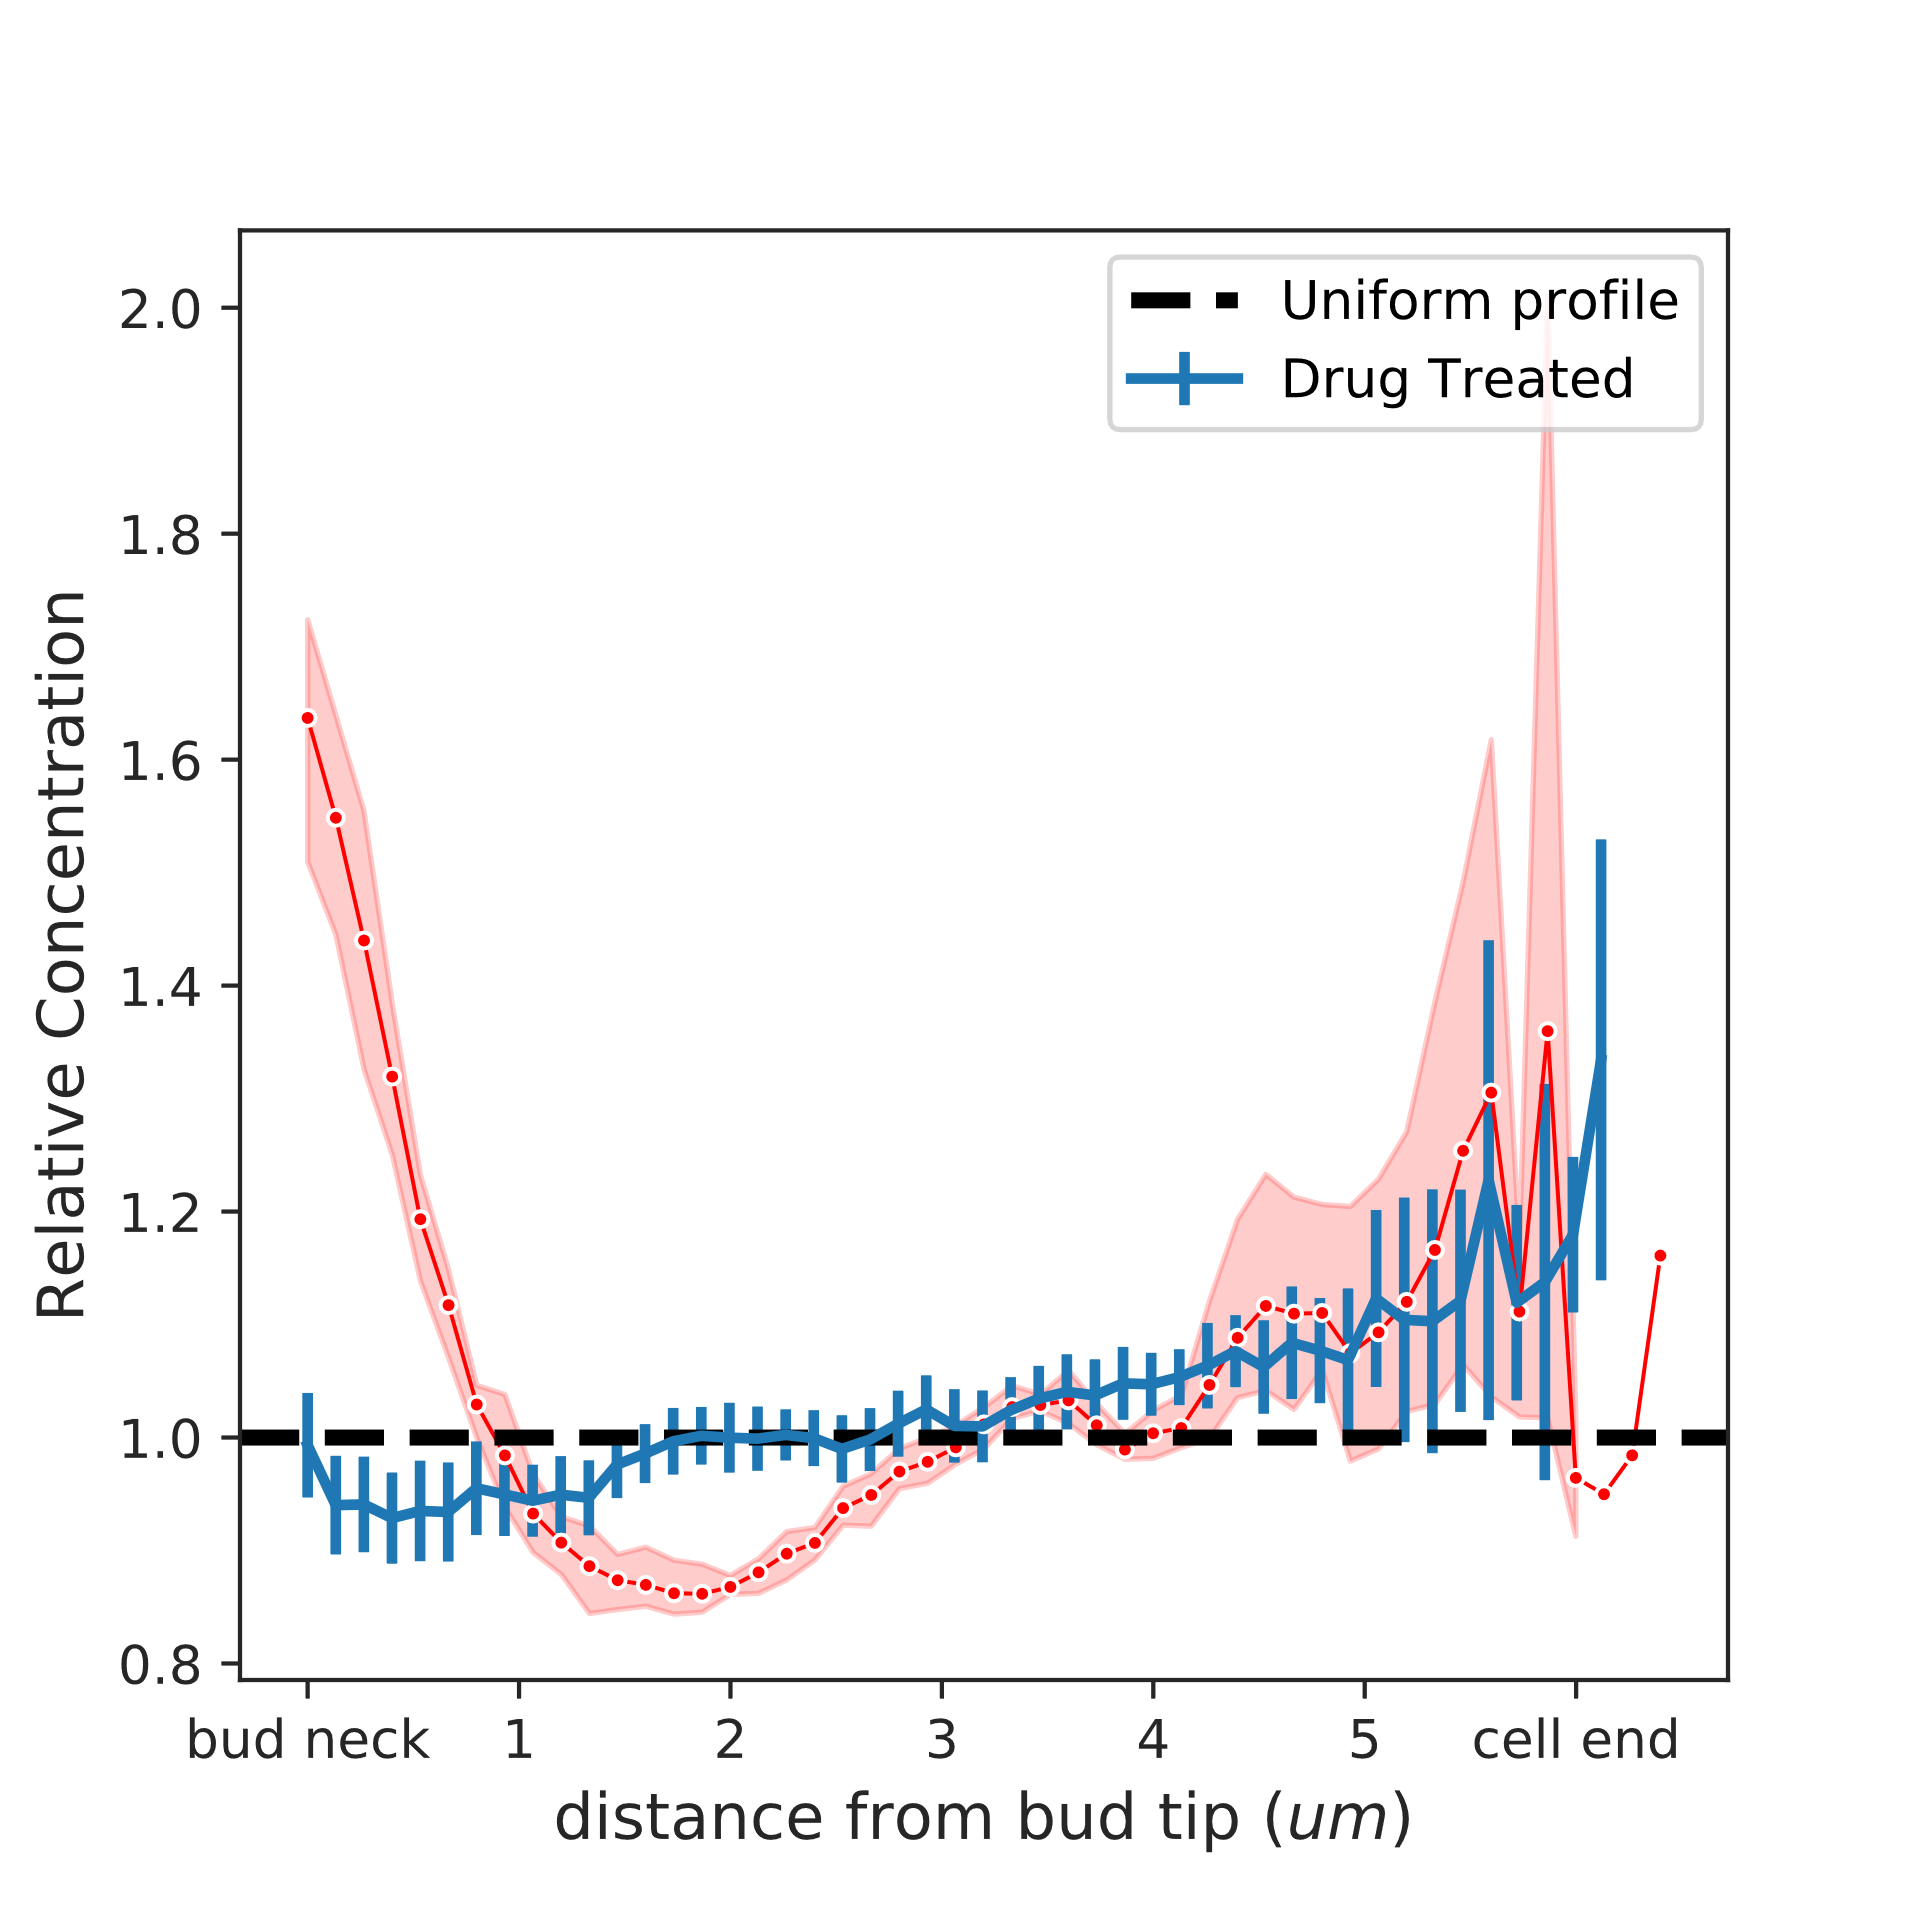 Uniform profile
Drug Treated
Relative Concentration
2.0
1.8
1.6
1.4
1.2
1.0
0.8
bud neck 1 2 3 4 5 cell end
distance from bud tip (um)